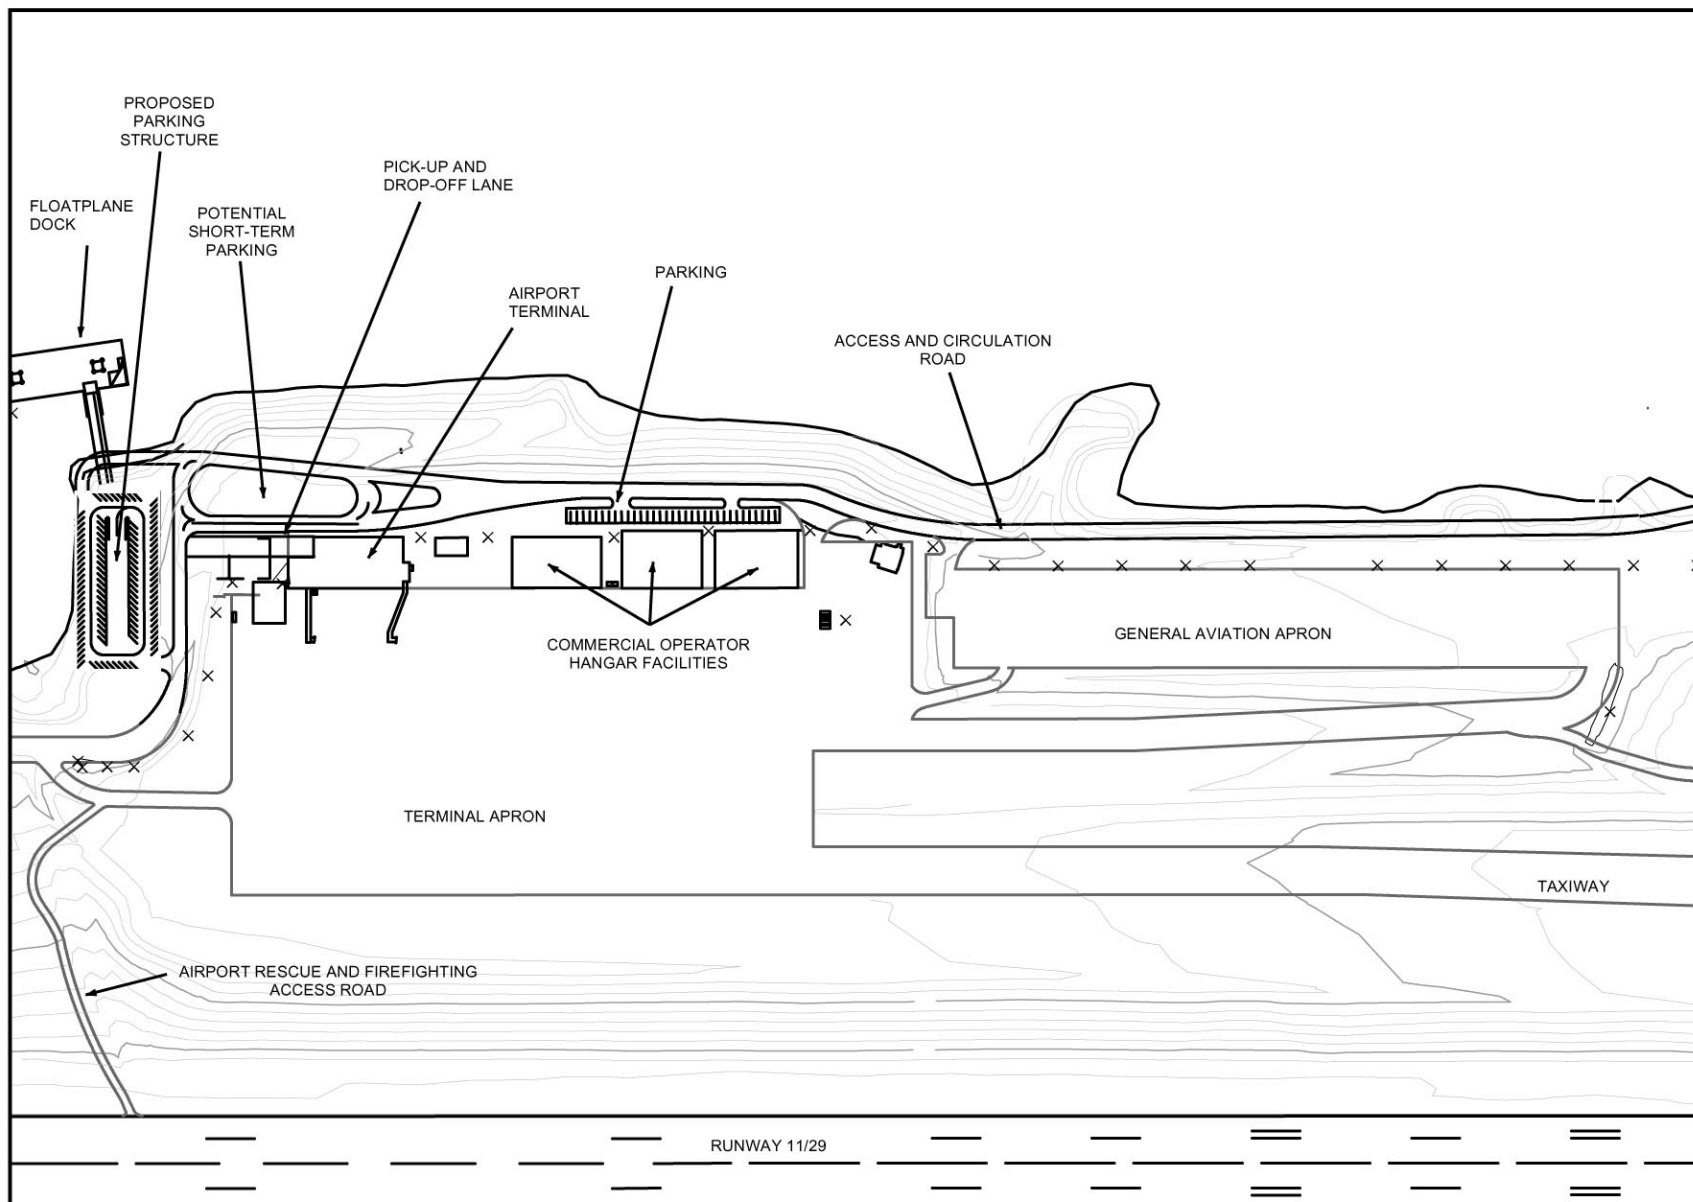 PROPOSED
PARKING
STRUCTURE
PICK-UP AND
DROP-OFF LANE
FLOATPLANE
DOCK
POTENTIAL
SHORT-TERM
PARKING
PARKING
AIRPORT
TERMINAL
ACCESS AND CIRCULATION
ROAD
GENERAL AVIATION APRON
COMMERCIAL OPERATOR
HANGAR FACILITIES
TERMINAL APRON
TAXIWAY
AIRPORT RESCUE AND FIREFIGHTING
ACCESS ROAD
RUNWAY 11/29